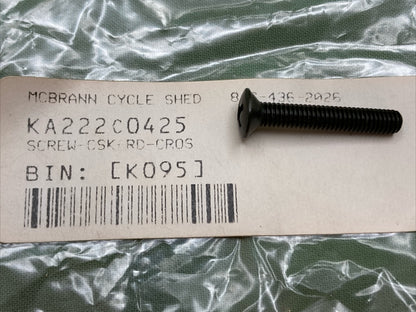 MCBRANN CYCLE SHED
KA222C0425
SCREW-CSK-RD-CROS
BIN: [K095]